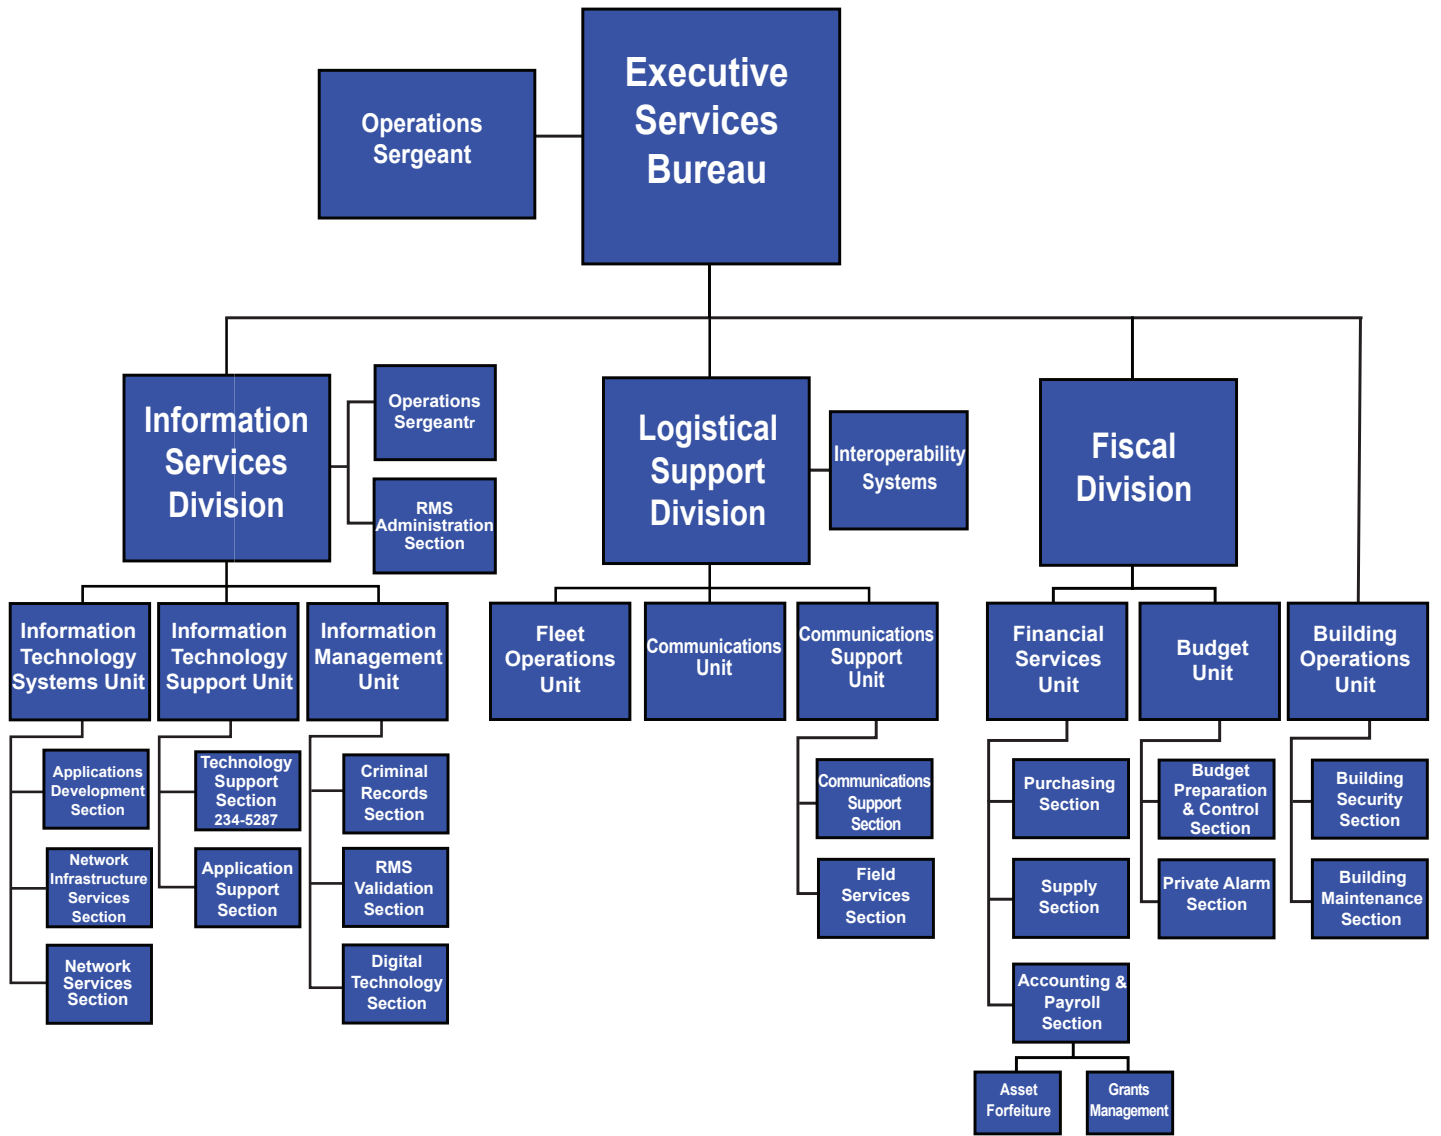 Executive
Services
Bureau
Operations
Sergeant
Information
Services
Division
Operations
Sergeantr
RMS
Administration
Section
Logistical
Support
Division
Interoperability
Systems
Fiscal
Division
Information
Technology
Systems Unit
Information
Technology
Support Unit
Information
Management
Unit
Fleet
Operations
Unit
Communications
Unit
Communications
Support
Unit
Financial
Services
Unit
Budget
Unit
Building
Operations
Unit
Applications
Development
Section
Network
Infrastructure
Services
Section
Network
Services
Section
Technology
Support
Section
234-5287
Application
Support
Section
Criminal
Records
Section
RMS
Validation
Section
Digital
Technology
Section
Communications
Support
Section
Field
Services
Section
Purchasing
Section
Supply
Section
Accounting &
Payroll
Section
Asset
Forfeiture
Grants
Management
Budget
Preparation
& Control
Section
Private Alarm
Section
Building
Security
Section
Building
Maintenance
Section